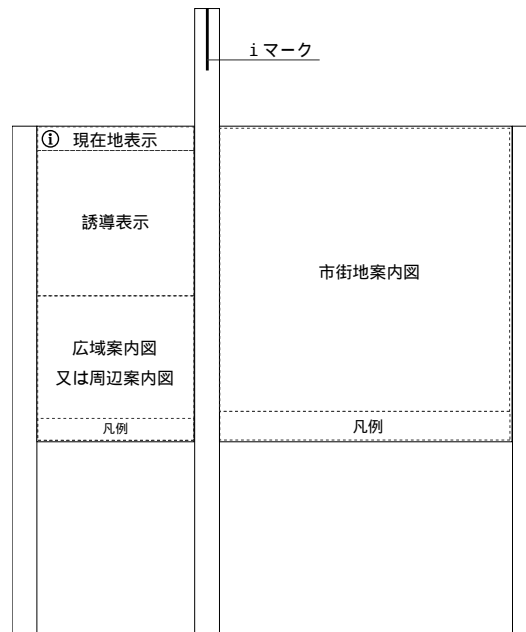 iマーク
ⓘ 現在地表示
誘導表示
広域案内図
又は周辺案内図
凡例
市街地案内図
凡例